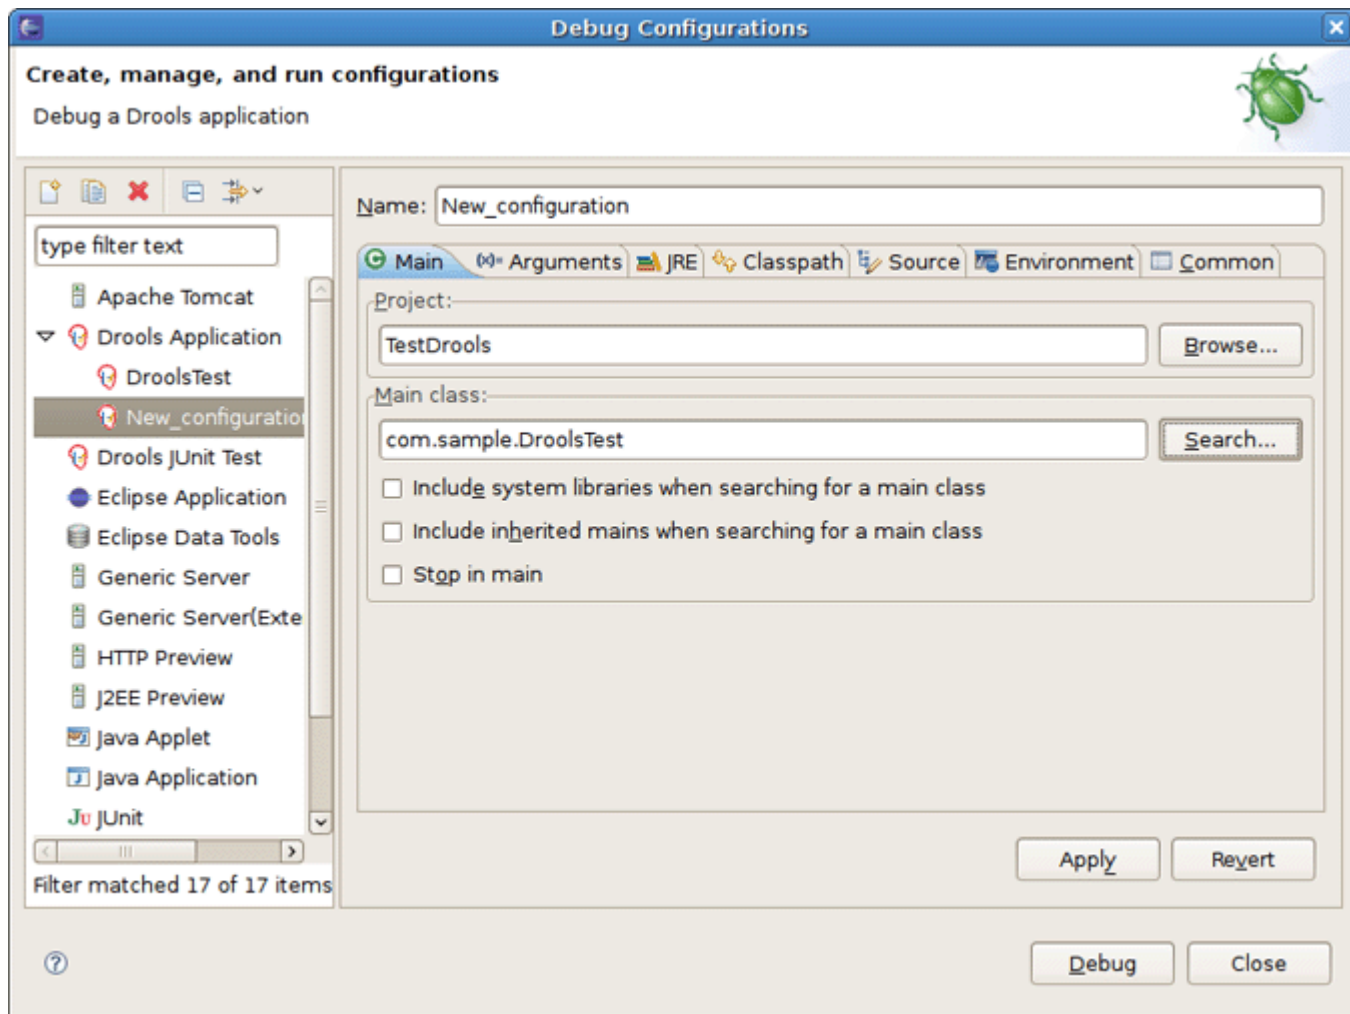 Debug Configurations
Create, manage, and run configurations
Debug a Drools application
Name: New_configuration
type filter text
Main (x)= Arguments JRE Classpath Source Environment Common
Apache Tomcat
Drools Application
DroolsTest
New_configuration
Drools JUnit Test
Eclipse Application
Eclipse Data Tools
Generic Server
Generic Server(Exte
HTTP Preview
J2EE Preview
Java Applet
Java Application
Ju JUnit
Filter matched 17 of 17 items
Project:
TestDrools Browse...
Main class:
com.sample.DroolsTest Search...
Include system libraries when searching for a main class
Include inherited mains when searching for a main class
Stop in main
Apply Revert
Debug Close